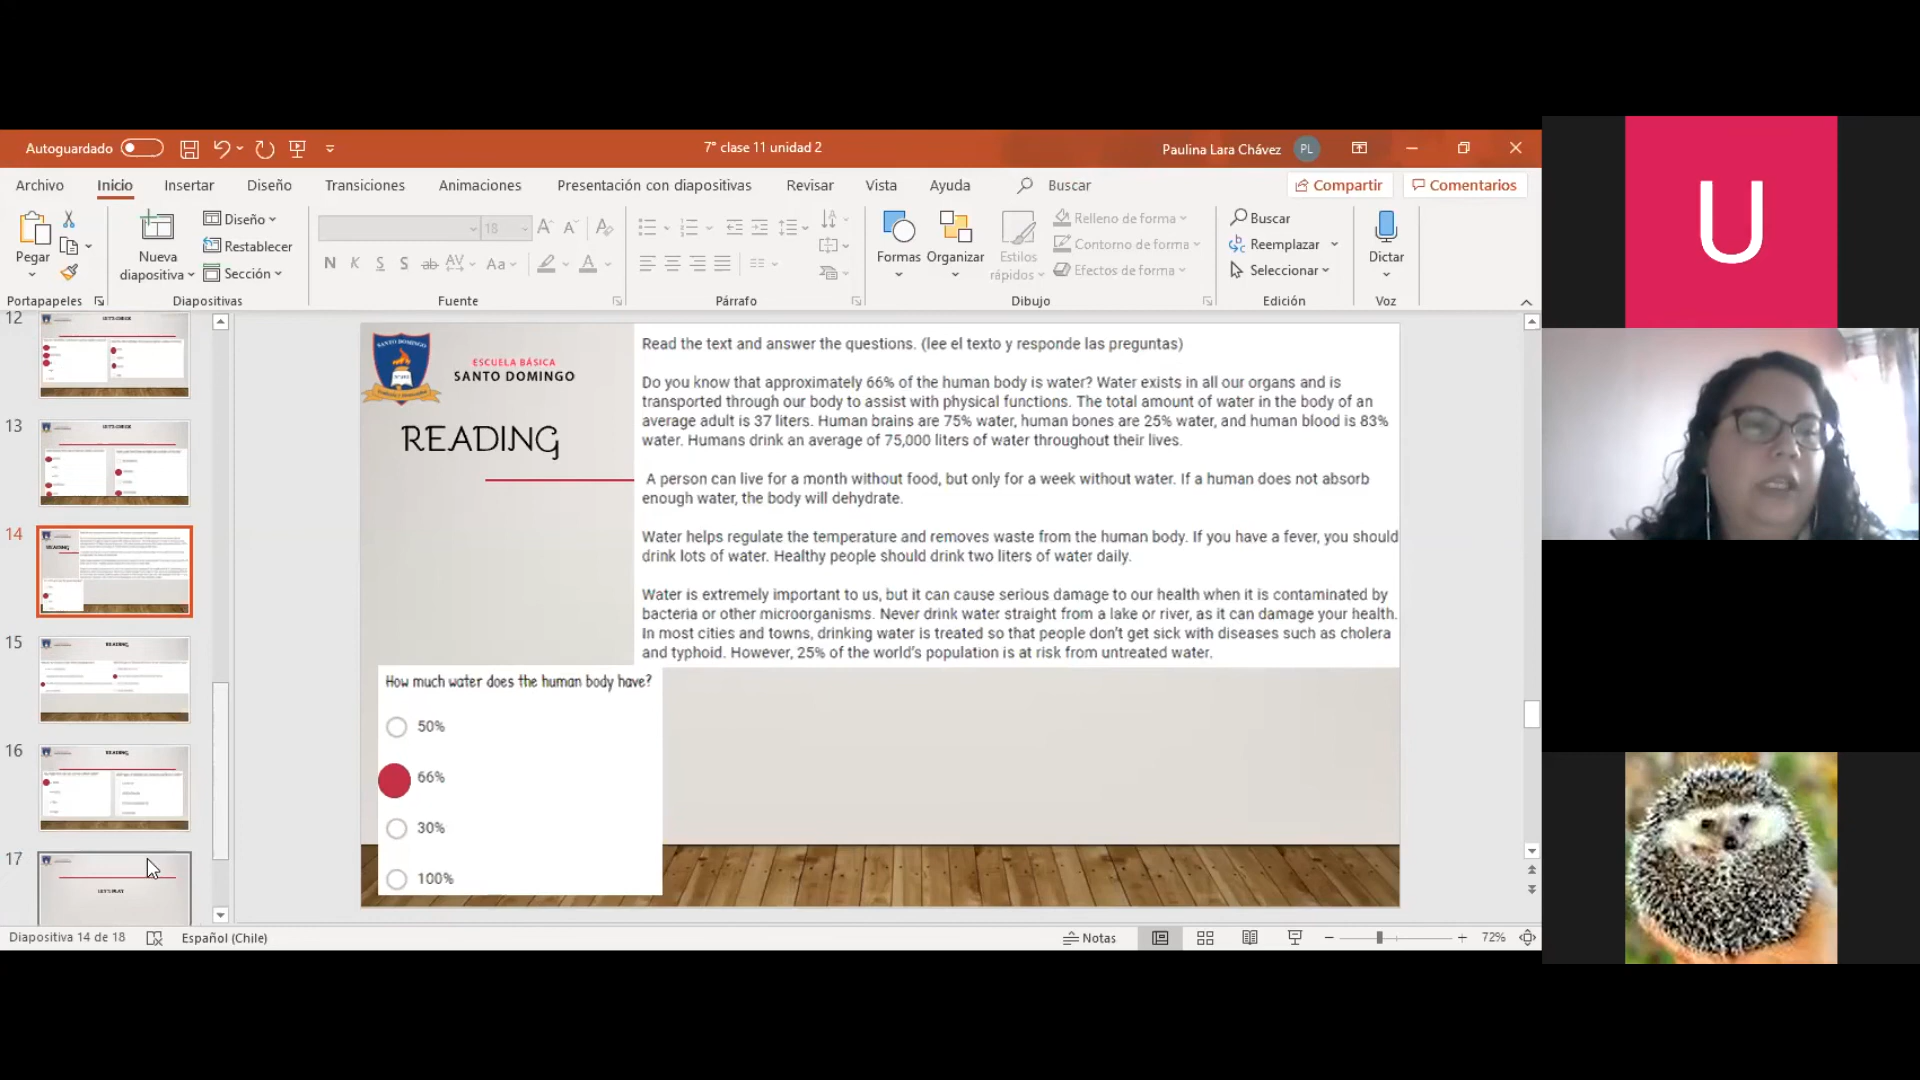 Autoguardado
7° clase 11 unidad 2
Paulina Lara Chávez
PL
Archivo
Inicio
Insertar
Diseño
Transiciones
Animaciones
Presentación con diapositivas
Revisar
Vista
Ayuda
Buscar
Compartir
Comentarios
Pegar
Portapapeles
Nueva
diapositiva
Diseño
Restablecer
Sección
Diapositivas
18
N K S S ab AV Aa A
Fuente
Párrafo
Formas
Organizar
Estilos
rápidos
Relleno de forma
Contorno de forma
Efectos de forma
Dibujo
Buscar
Reemplazar
Seleccionar
Edición
Dictar
Voz
12
LET'S CHECK
13
LET'S CHECK
14
READING
15
READING
16
READING
17
LET'S PLAY
SANTO DOMINGO
ESCUELA BÁSICA
SANTO DOMINGO
READING
Read the text and answer the questions. (lee el texto y responde las preguntas)
Do you know that approximately 66% of the human body is water? Water exists in all our organs and is
transported through our body to assist with physical functions. The total amount of water in the body of an
average adult is 37 liters. Human brains are 75% water, human bones are 25% water, and human blood is 83%
water. Humans drink an average of 75,000 liters of water throughout their lives.
A person can live for a month without food, but only for a week without water. If a human does not absorb
enough water, the body will dehydrate.
Water helps regulate the temperature and removes waste from the human body. If you have a fever, you should
drink lots of water. Healthy people should drink two liters of water daily.
Water is extremely important to us, but it can cause serious damage to our health when it is contaminated by
bacteria or other microorganisms. Never drink water straight from a lake or river, as it can damage your health.
In most cities and towns, drinking water is treated so that people don't get sick with diseases such as cholera
and typhoid. However, 25% of the world's population is at risk from untreated water.
How much water does the human body have?
50%
66%
30%
100%
Diapositiva 14 de 18
Español (Chile)
Notas
72%
U